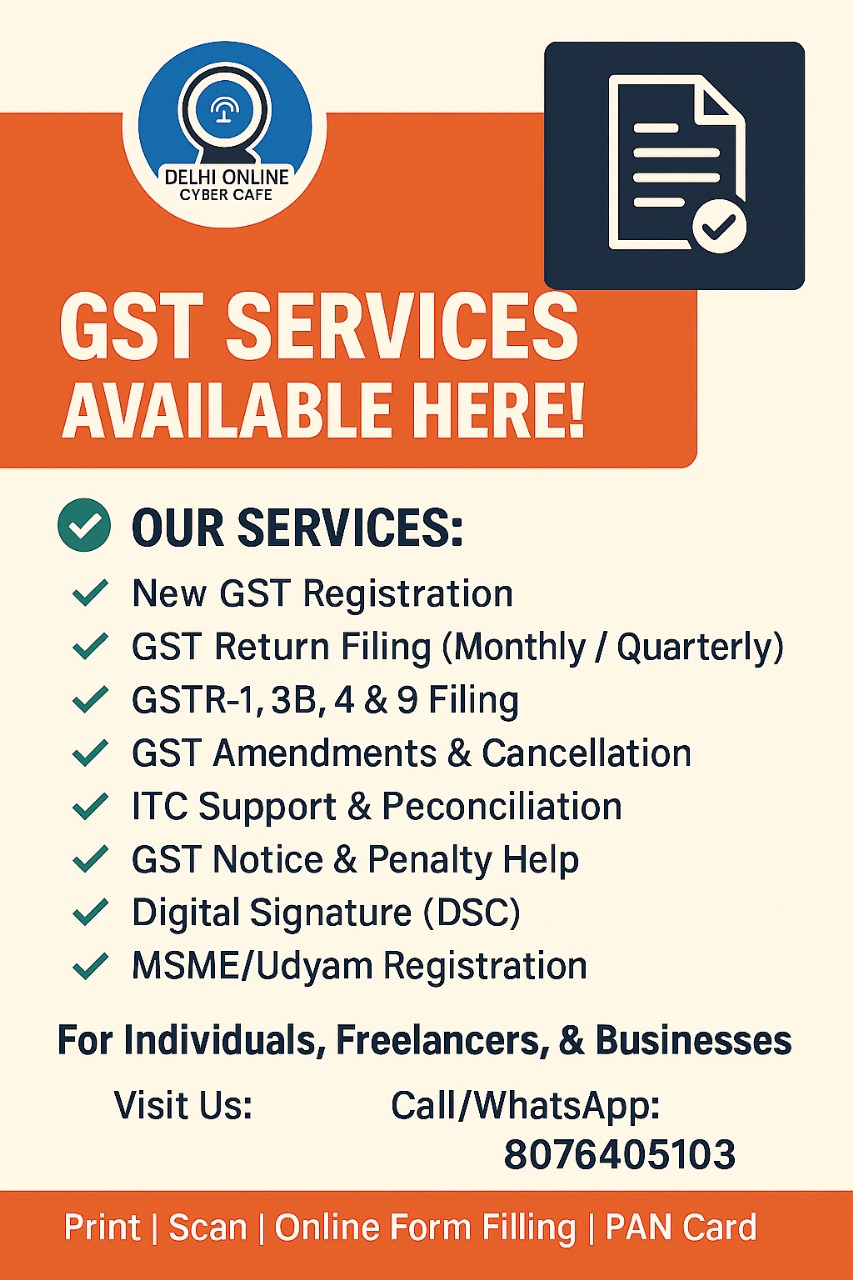 DELHI ONLINE
CYBER CAFE
GST SERVICES
AVAILABLE HERE!
OUR SERVICES:
New GST Registration
GST Return Filing (Monthly / Quarterly)
GSTR-1, 3B, 4 & 9 Filing
GST Amendments & Cancellation
ITC Support & Peconciliation
GST Notice & Penalty Help
Digital Signature (DSC)
MSME/Udyam Registration
For Individuals, Freelancers, & Businesses
Visit Us: Call/WhatsApp:
8076405103
Print | Scan | Online Form Filling | PAN Card